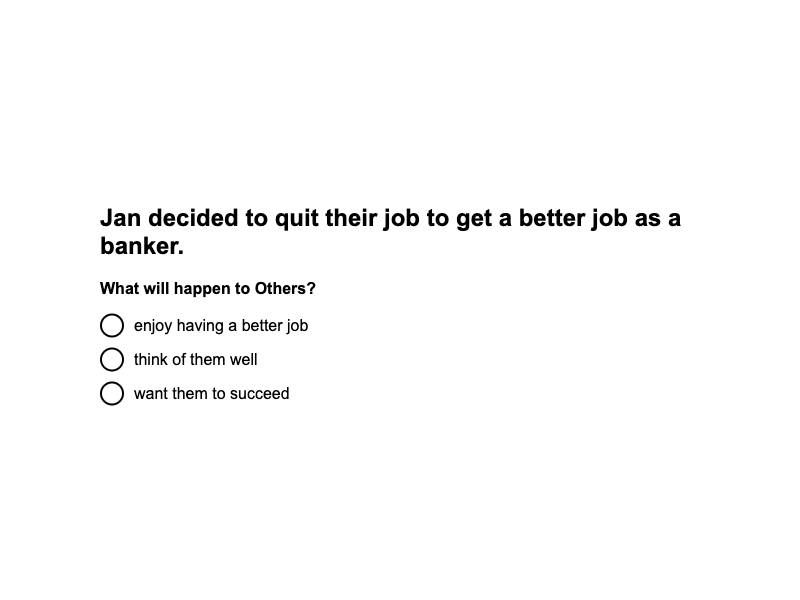 Jan decided to quit their job to get a better job as a
banker.
What will happen to Others?
enjoy having a better job
think of them well
want them to succeed